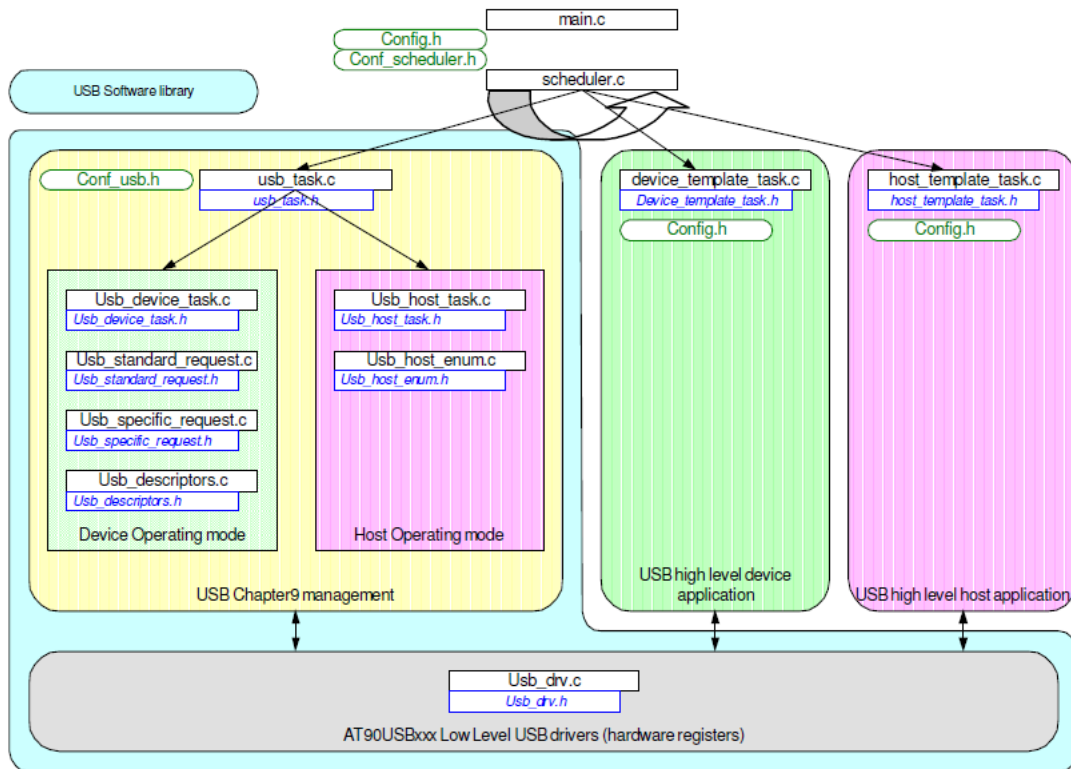 main.c
Config.h
Conf_scheduler.h
scheduler.c
USB Software library
Conf_usb.h
usb_task.c
usb_task.h
Usb_device_task.c
Usb_device_task.h
Usb_standard_request.c
Usb_standard_request.h
Usb_specific_request.c
Usb_specific_request.h
Usb_descriptors.c
Usb_descriptors.h
Device Operating mode
Usb_host_task.c
Usb_host_task.h
Usb_host_enum.c
Usb_host_enum.h
Host Operating mode
USB Chapter9 management
device_template_task.c
Device_template_task.h
Config.h
USB high level device
application
host_template_task.c
host_template_task.h
Config.h
USB high level host application
Usb_drv.c
Usb_drv.h
AT90USBxxx Low Level USB drivers (hardware registers)